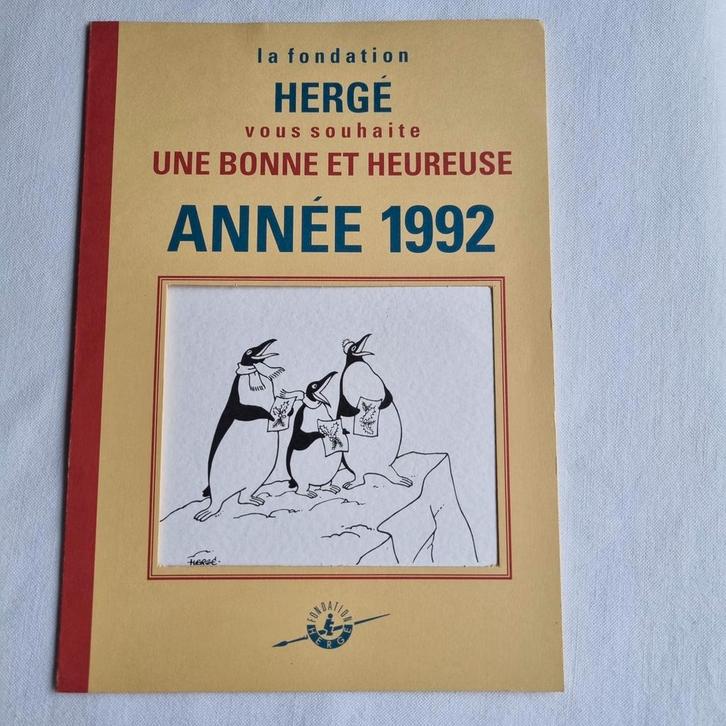 la fondation
HERGÉ
vous souhaite
UNE BONNE ET HEUREUSE
ANNÉE 1992
HERGÉ.
FONDATION
HERGÉ